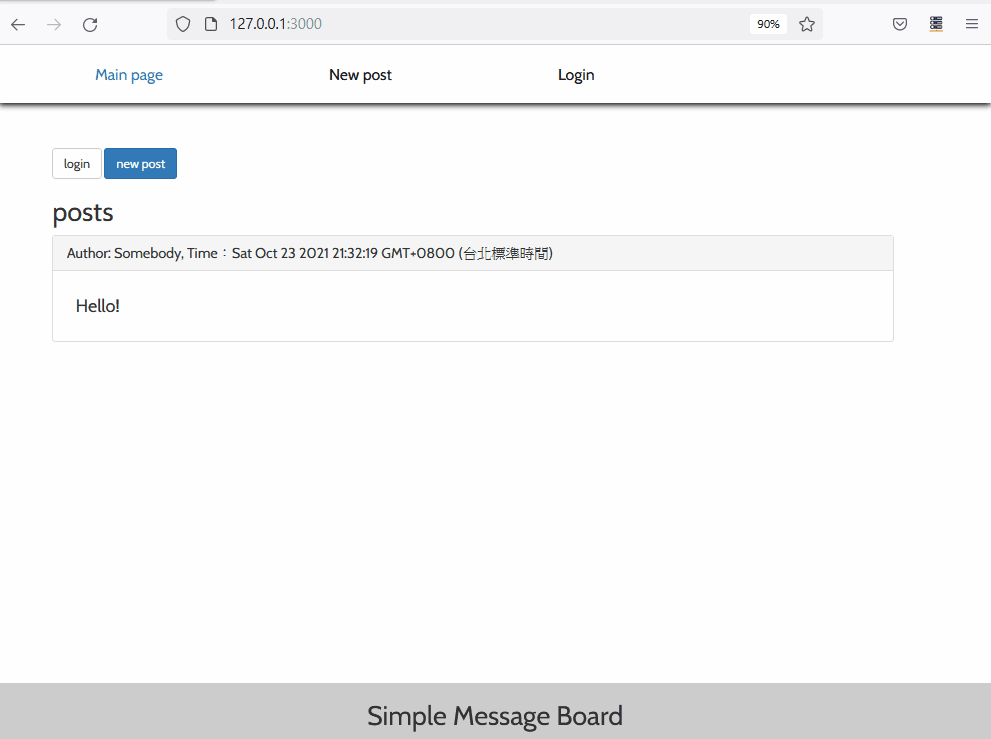 127.0.0.1:3000 90%
Main page New post Login
login new post
posts
Author: Somebody, Time：Sat Oct 23 2021 21:32:19 GMT+0800 (台北標準時間)
Hello!
Simple Message Board